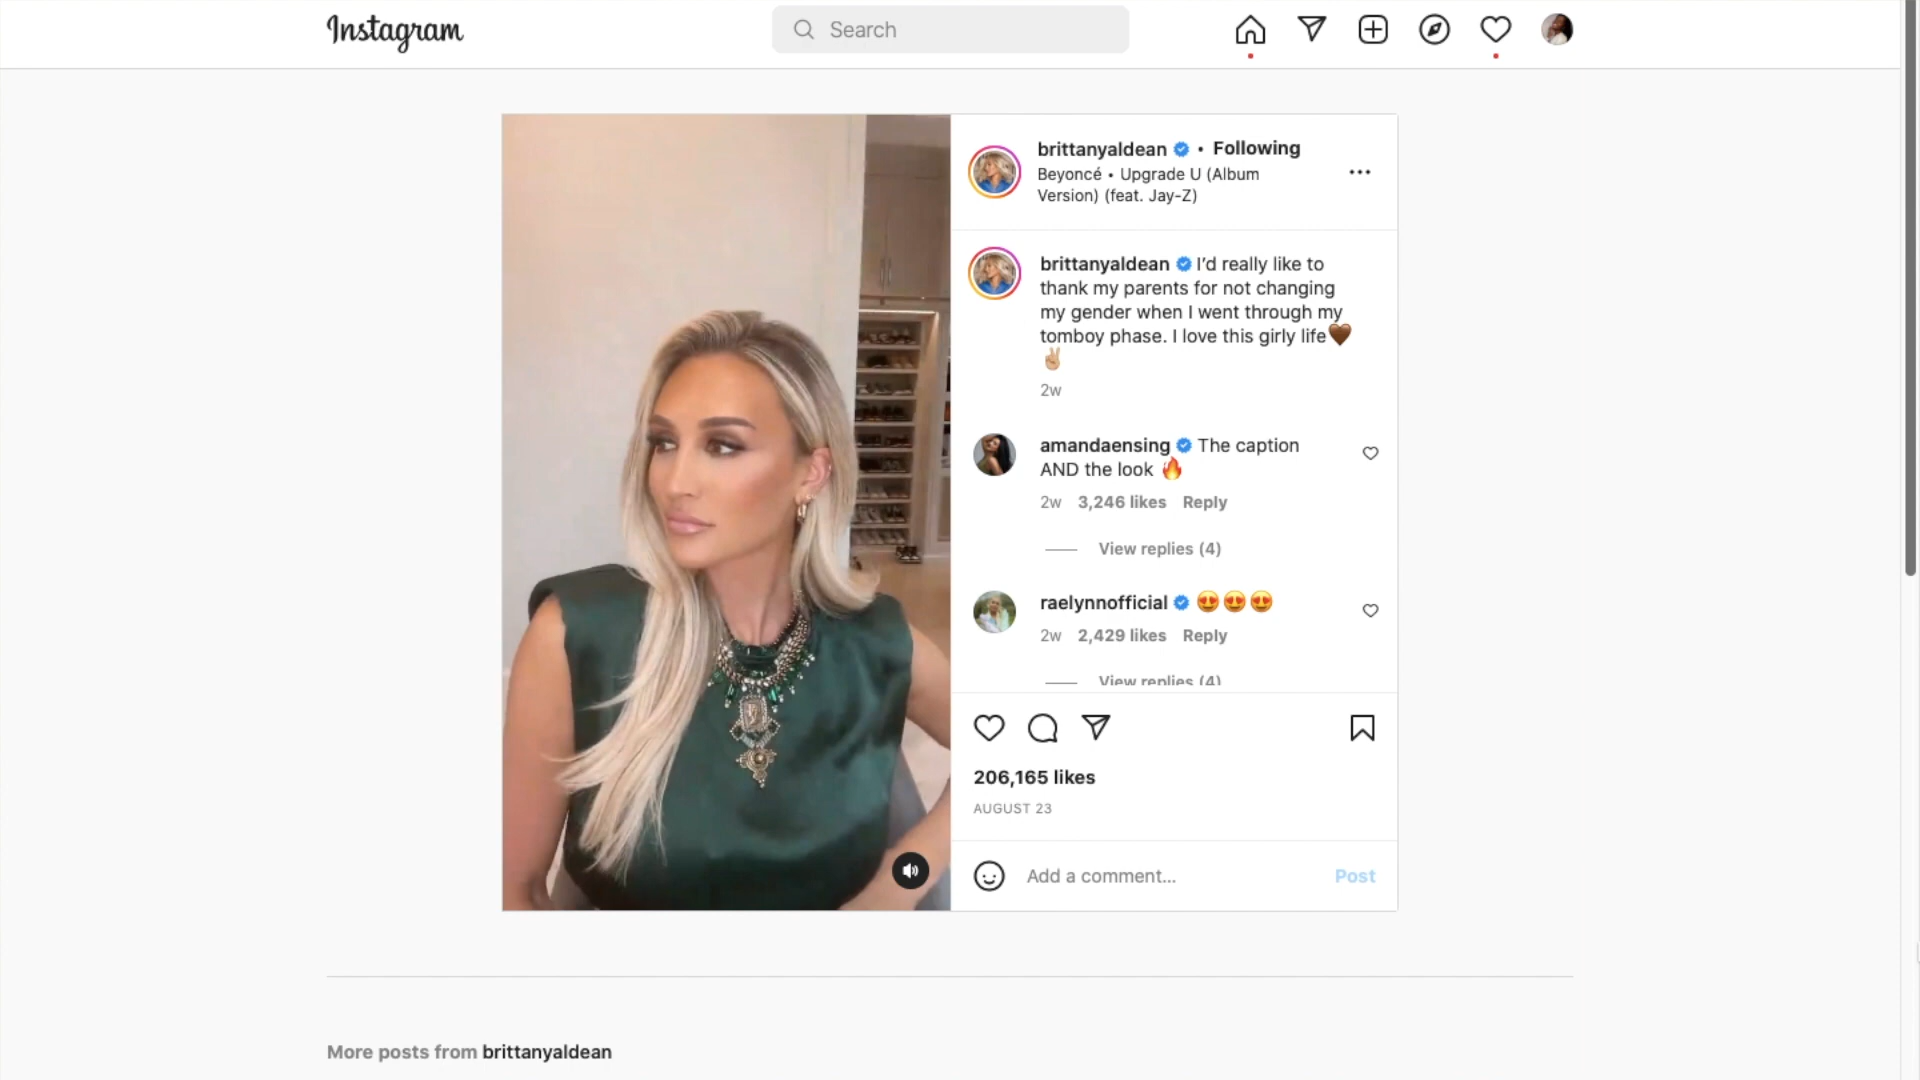 Instagram
Search
brittanyaldean • Following
Beyoncé • Upgrade U (Album
Version) (feat. Jay-Z)
brittanyaldean I'd really like to
thank my parents for not changing
my gender when I went through my
tomboy phase. I love this girly life🤎
✌🏼
2w
amandaensing The caption
AND the look 🔥
2w 3,246 likes Reply
View replies (4)
raelynnofficial 😍😍😍
2w 2,429 likes Reply
View replies (4)
206,165 likes
AUGUST 23
Add a comment... Post
More posts from brittanyaldean